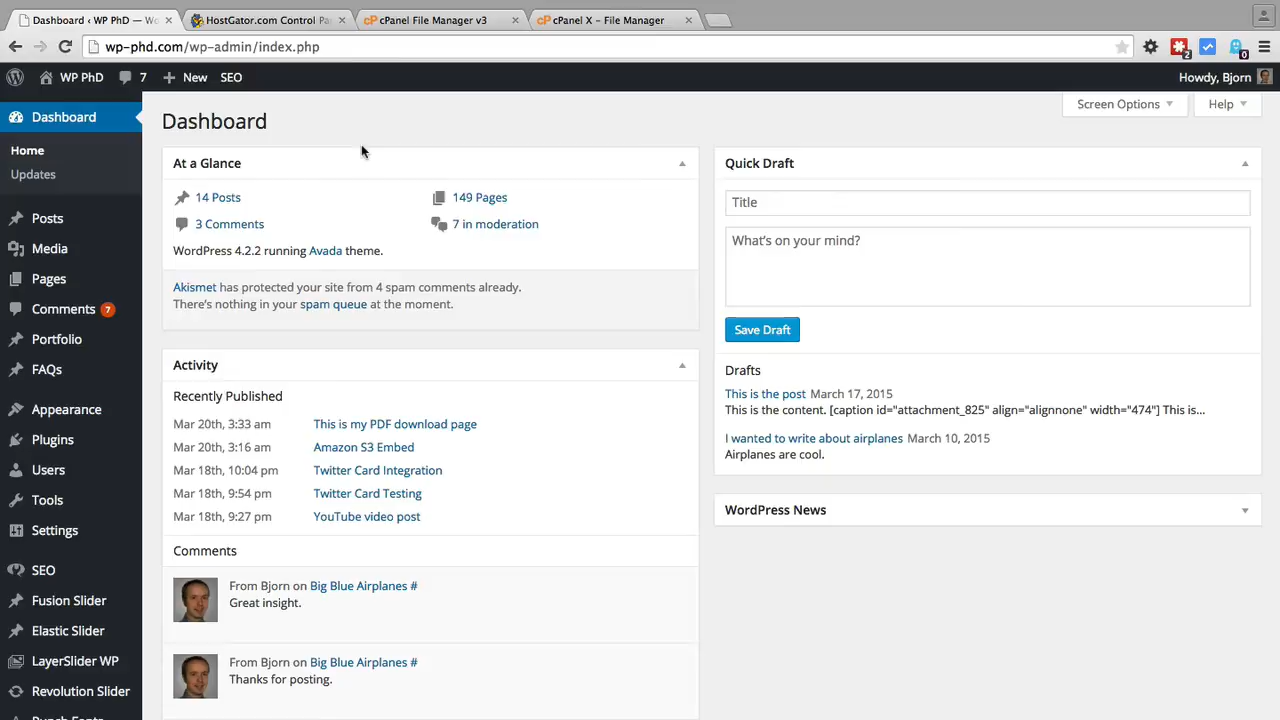 Dashboard ‹ WP PhD — Wo
HostGator.com Control Pa
cPanel File Manager v3
cPanel X - File Manager
wp-phd.com/wp-admin/index.php
2
0
WP PhD
7
New
SEO
Howdy, Bjorn
Dashboard
Home
Updates
Posts
Media
Pages
Comments 7
Portfolio
FAQs
Appearance
Plugins
Users
Tools
Settings
SEO
Fusion Slider
Elastic Slider
LayerSlider WP
Revolution Slider
Punch Fonts
Screen Options
Help
Dashboard
At a Glance
14 Posts
149 Pages
3 Comments
7 in moderation
WordPress 4.2.2 running Avada theme.
Akismet has protected your site from 4 spam comments already.
There's nothing in your spam queue at the moment.
Activity
Recently Published
Mar 20th, 3:33 am This is my PDF download page
Mar 20th, 3:16 am Amazon S3 Embed
Mar 18th, 10:04 pm Twitter Card Integration
Mar 18th, 9:54 pm Twitter Card Testing
Mar 18th, 9:27 pm YouTube video post
Comments
From Bjorn on Big Blue Airplanes #
Great insight.
From Bjorn on Big Blue Airplanes #
Thanks for posting.
Quick Draft
Title
What's on your mind?
Save Draft
Drafts
This is the post March 17, 2015
This is the content. [caption id="attachment_825" align="alignnone" width="474"] This is...
I wanted to write about airplanes March 10, 2015
Airplanes are cool.
WordPress News